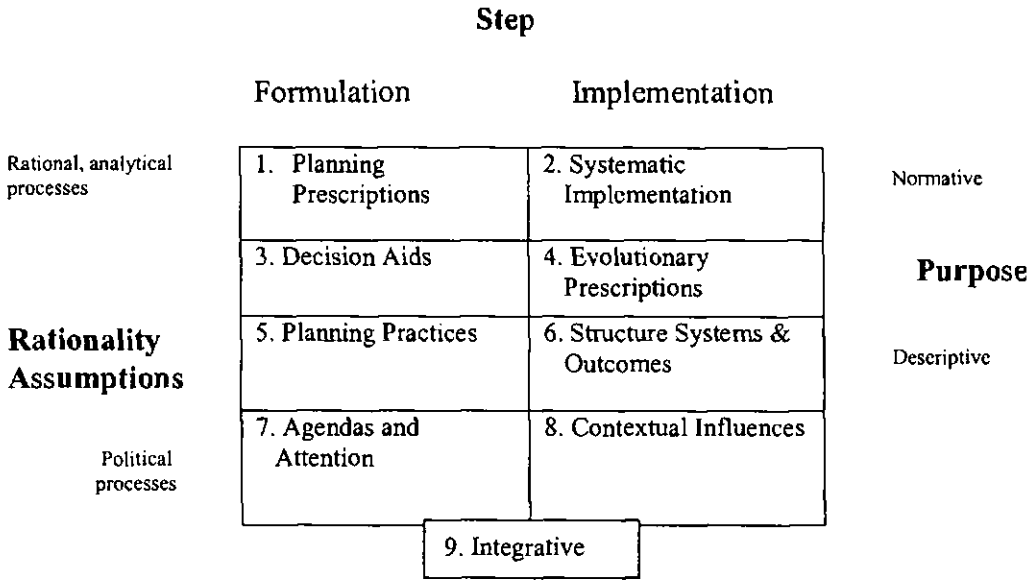 Step
Formulation
Implementation
Rational, analytical
processes
1. Planning
Prescriptions
2. Systematic
Implementation
Normative
3. Decision Aids
4. Evolutionary
Prescriptions
Purpose
Rationality
Assumptions
5. Planning Practices
6. Structure Systems &
Outcomes
Descriptive
Political
processes
7. Agendas and
Attention
8. Contextual Influences
9. Integrative